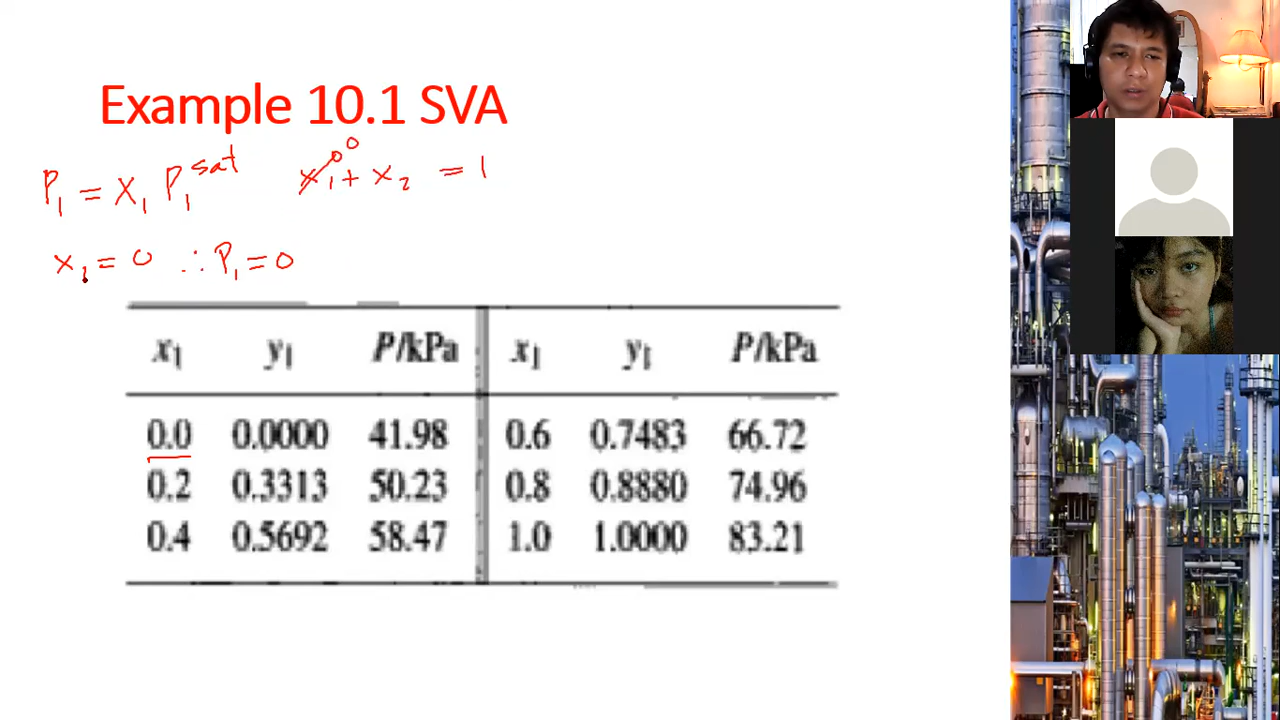 Example 10.1 SVA
P₁ = x₁ P₁ˢᵃᵗ x₁⁰ + x₂⁰ = 1
x₁ = 0 ∴ P₁ = 0
x₁ y₁ P/kPa x₁ y₁ P/kPa
0.0 0.0000 41.98 0.6 0.7483 66.72
0.2 0.3313 50.23 0.8 0.8880 74.96
0.4 0.5692 58.47 1.0 1.0000 83.21